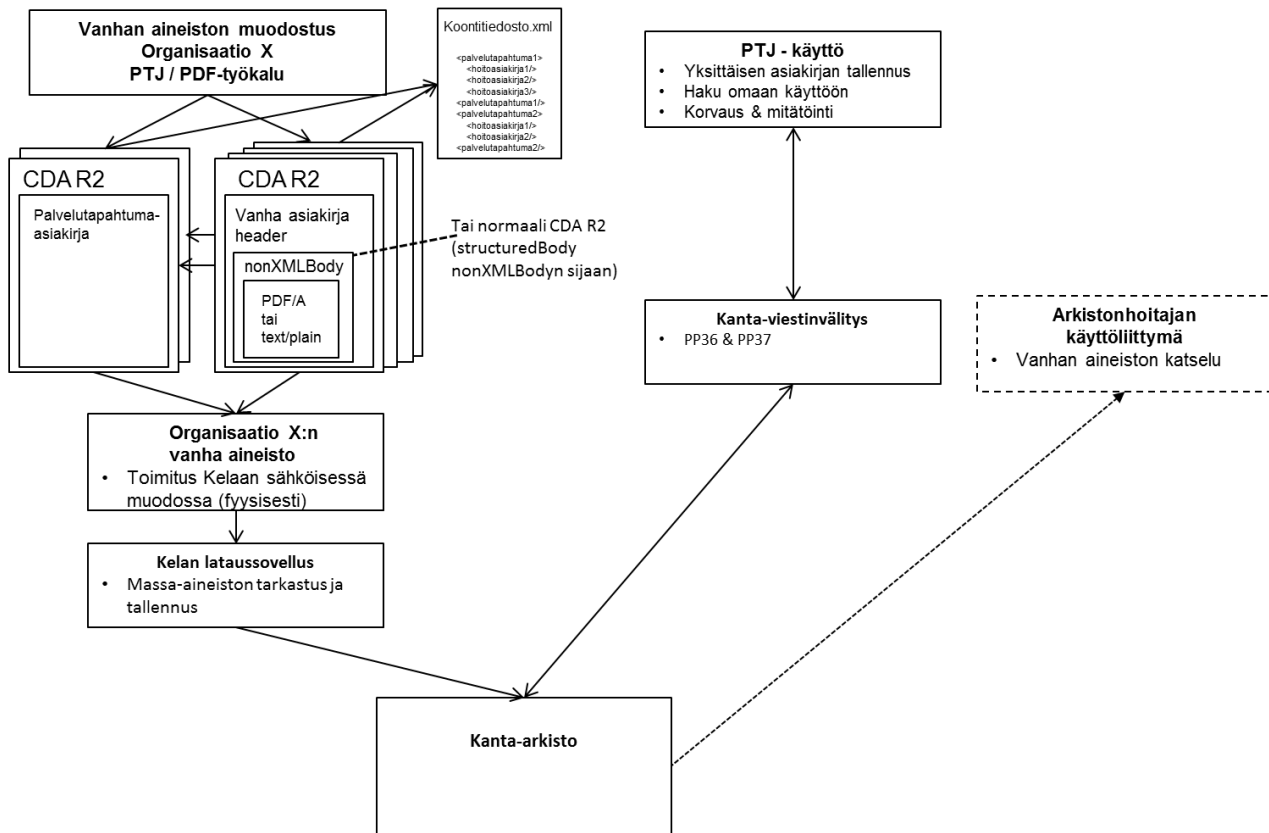 Vanhan aineiston muodostus
Organisaatio X
PTJ / PDF-työkalu
Koontitiedosto.xml
<palvelutapahtuma1>
<hoitoasiakirja1/>
<hoitoasiakirja2/>
<hoitoasiakirja3/>
<palvelutapahtuma1/>
<palvelutapahtuma2>
<hoitoasiakirja1/>
<hoitoasiakirja2/>
<palvelutapahtuma2/>
PTJ - käyttö
• Yksittäisen asiakirjan tallennus
• Haku omaan käyttöön
• Korvaus & mitätöinti
CDA R2
Palvelutapahtuma-
asiakirja
CDA R2
Vanha asiakirja
header
nonXMLBody
PDF/A
tai
text/plain
Tai normaali CDA R2
(structuredBody
nonXMLBodyn sijaan)
Kanta-viestinvälitys
• PP36 & PP37
Arkistonhoitajan
käyttöliittymä
• Vanhan aineiston katselu
Organisaatio X:n
vanha aineisto
• Toimitus Kelaan sähköisessä
muodossa (fyysisesti)
Kelan lataussovellus
• Massa-aineiston tarkastus ja
tallennus
Kanta-arkisto